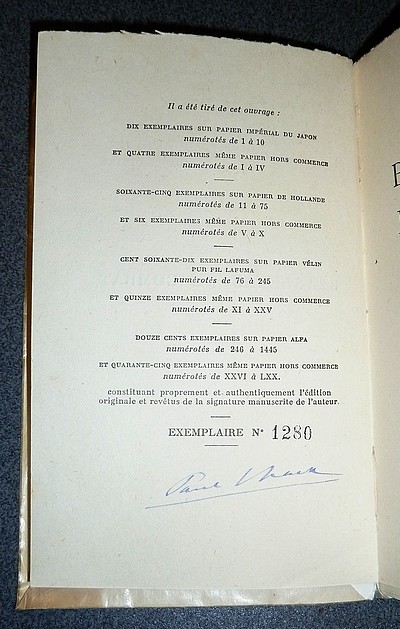 Il a été tiré de cet ouvrage :
DIX EXEMPLAIRES SUR PAPIER IMPÉRIAL DU JAPON
numérotés de 1 à 10
ET QUATRE EXEMPLAIRES MÊME PAPIER HORS COMMERCE
numérotés de I à IV
SOIXANTE-CINQ EXEMPLAIRES SUR PAPIER DE HOLLANDE
numérotés de 11 à 75
ET SIX EXEMPLAIRES MÊME PAPIER HORS COMMERCE
numérotés de V à X
CENT SOIXANTE-DIX EXEMPLAIRES SUR PAPIER VÉLIN
PUR FIL LAFUMA
numérotés de 76 à 245
ET QUINZE EXEMPLAIRES MÊME PAPIER HORS COMMERCE
numérotés de XI à XXV
DOUZE CENTS EXEMPLAIRES SUR PAPIER ALFA
numérotés de 246 à 1445
ET QUARANTE-CINQ EXEMPLAIRES MÊME PAPIER HORS COMMERCE
numérotés de XXVI à LXX.
constituant proprement et authentiquement l'édition
originale et revêtus de la signature manuscrite de l'auteur.
EXEMPLAIRE N° 1280
Paul Chack